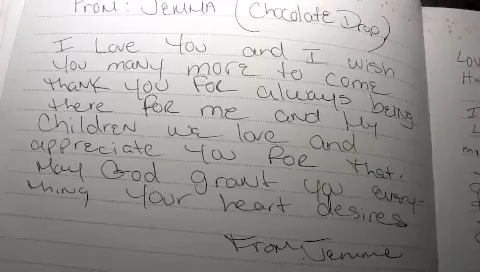 From: Jemma (Chocolate Drop)
I Love You and I wish
You many more to come
thank You For always being
there for me and My
Children we love and
appreciate You For that.
May God grant you every-
thing Your heart desires
From: Jemma